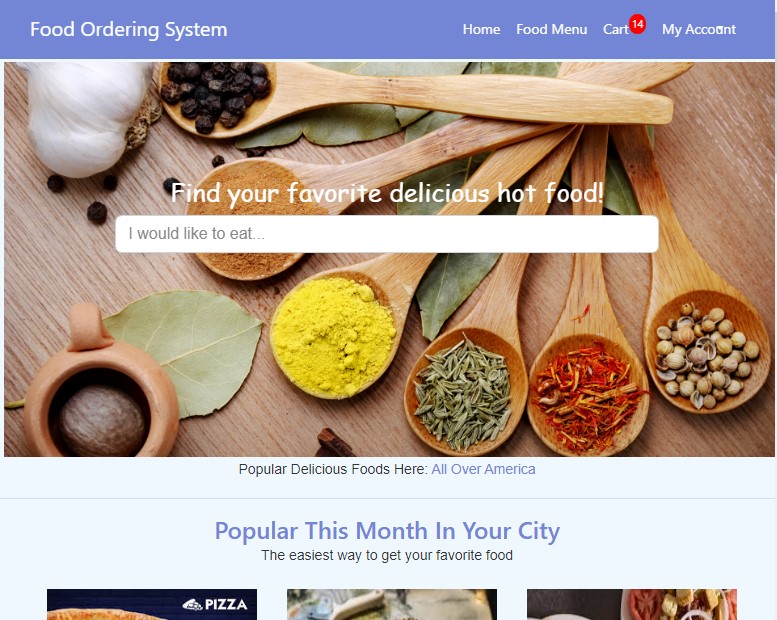 Food Ordering System
Home Food Menu Cart 14 My Account
Find your favorite delicious hot food!
I would like to eat...
Popular Delicious Foods Here: All Over America
Popular This Month In Your City
The easiest way to get your favorite food
PIZZA